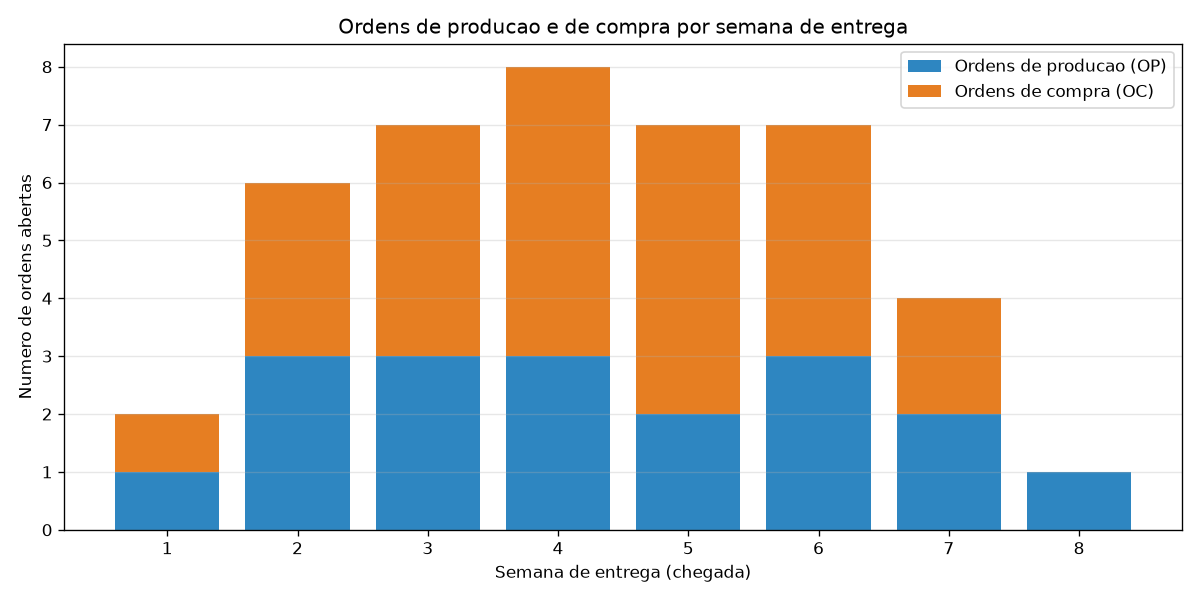 Ordens de producao e de compra por semana de entrega
Ordens de producao (OP)
Ordens de compra (OC)
Numero de ordens abertas
8
7
6
5
4
3
2
1
0
1 2 3 4 5 6 7 8
Semana de entrega (chegada)